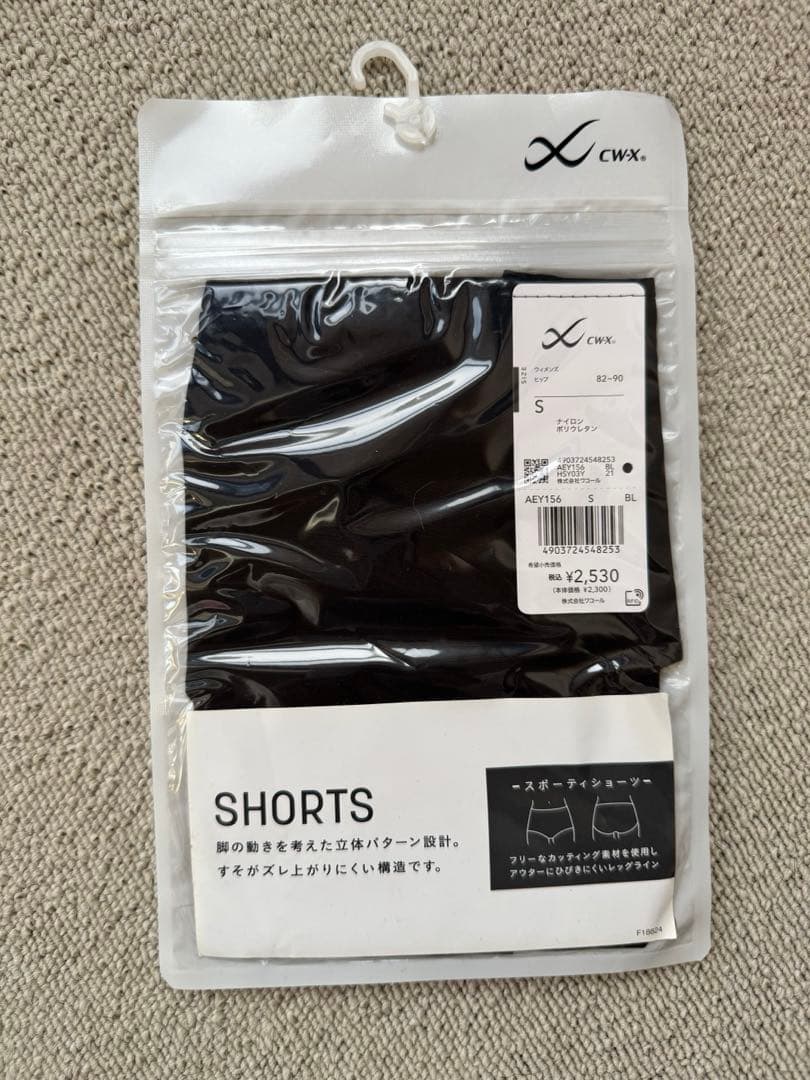 CW-X®
CW-X®
SIZE
ウィメンズ
ヒップ 82-90
S
ナイロン
ポリウレタン
4903724548253
AEY156 BL
HSY03Y 21
株式会社ワコール
AEY156 S BL
4903724548253
希望小売価格
税込 ¥2,530
(本体価格 ¥2,300)
株式会社ワコール
RFID
SHORTS
脚の動きを考えた立体パターン設計。
すそがズレ上がりにくい構造です。
ースポーティショーツー
フリーなカッティング素材を使用し
アウターにひびきにくいレッグライン
F18824